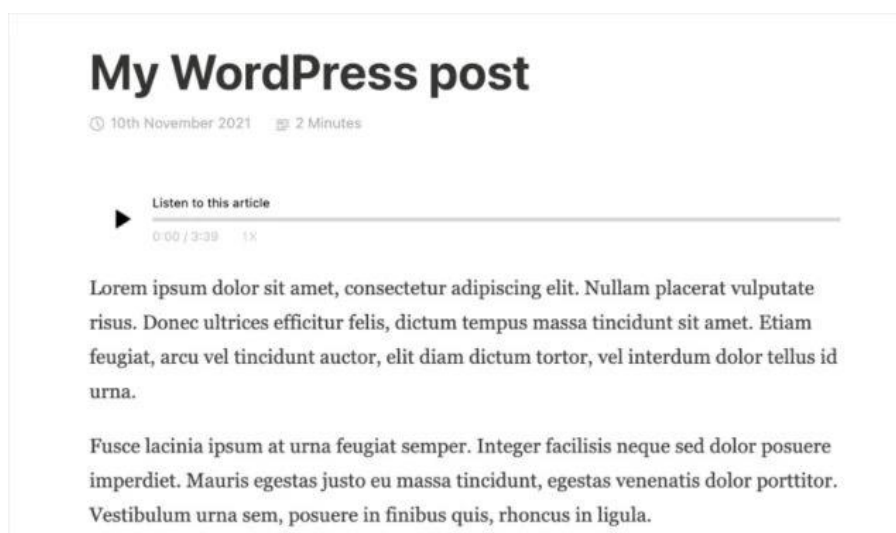 My WordPress post
10th November 2021 2 Minutes
Listen to this article
0:00 / 3:39 1X
Lorem ipsum dolor sit amet, consectetur adipiscing elit. Nullam placerat vulputate
risus. Donec ultrices efficitur felis, dictum tempus massa tincidunt sit amet. Etiam
feugiat, arcu vel tincidunt auctor, elit diam dictum tortor, vel interdum dolor tellus id
urna.
Fusce lacinia ipsum at urna feugiat semper. Integer facilisis neque sed dolor posuere
imperdiet. Mauris egestas justo eu massa tincidunt, egestas venenatis dolor porttitor.
Vestibulum urna sem, posuere in finibus quis, rhoncus in ligula.